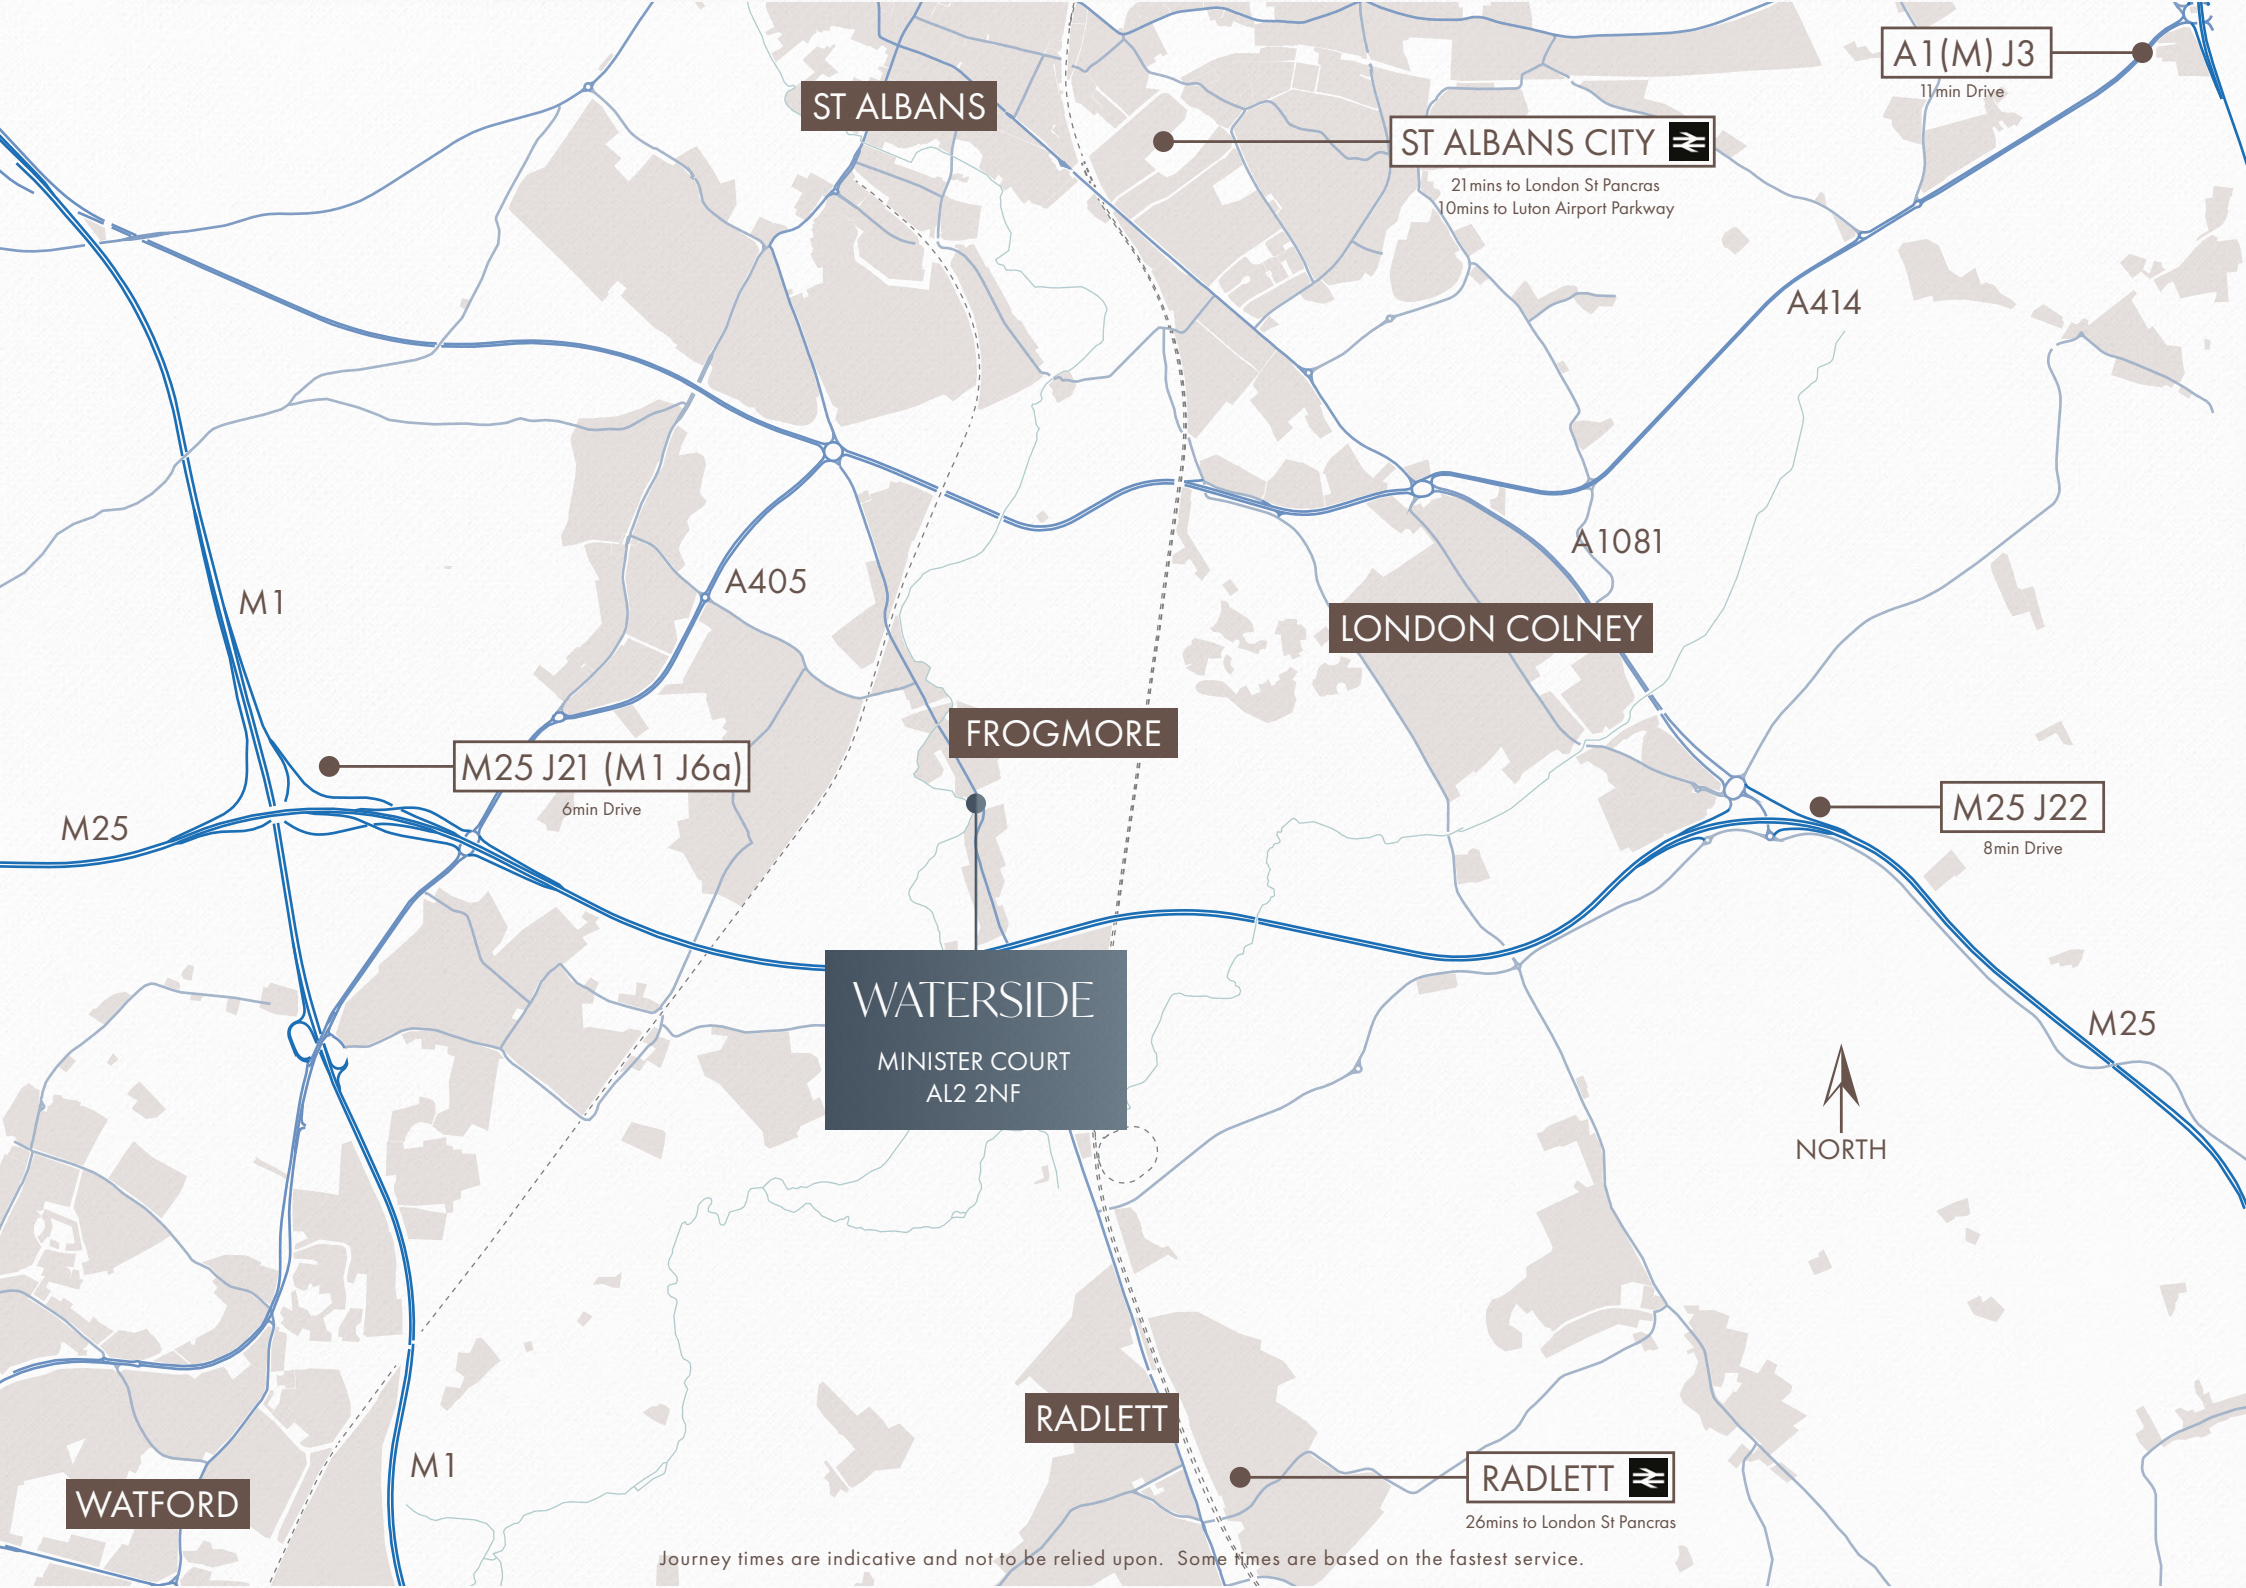 A1(M) J3
11min Drive
ST ALBANS
ST ALBANS CITY
21mins to London St Pancras
10mins to Luton Airport Parkway
A414
A1081
A405
M1
LONDON COLNEY
FROGMORE
M25 J21 (M1 J6a)
6min Drive
M25
M25 J22
8min Drive
WATERSIDE
MINISTER COURT
AL2 2NF
M25
NORTH
RADLETT
M1
RADLETT
26mins to London St Pancras
WATFORD
Journey times are indicative and not to be relied upon. Some times are based on the fastest service.